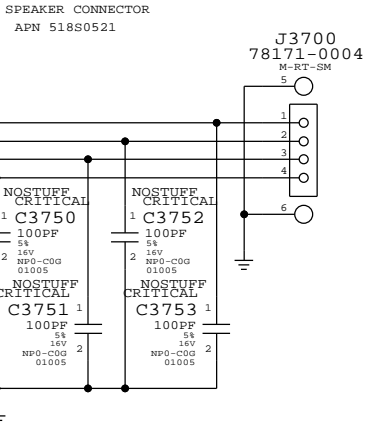 SPEAKER CONNECTOR
APN 518S0521
J3700
78171-0004
M-RT-SM
5
1
2
3
4
6
NOSTUFF
CRITICAL
1 C3750
100PF
5%
16V
2 NP0-C0G
01005
NOSTUFF
CRITICAL
1 C3752
100PF
5%
16V
2 NP0-C0G
01005
NOSTUFF
CRITICAL
C3751 1
100PF
5%
16V
NP0-C0G 2
01005
NOSTUFF
CRITICAL
C3753 1
100PF
5%
16V
NP0-C0G 2
01005